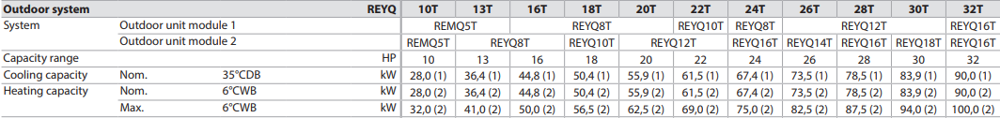 Outdoor system REYQ 10T 13T 16T 18T 20T 22T 24T 26T 28T 30T 32T
System Outdoor unit module 1 REMQ5T REYQ8T REYQ10T REYQ8T REYQ12T REYQ16T
Outdoor unit module 2 REMQ5T REYQ8T REYQ10T REYQ12T REYQ16T REYQ14T REYQ16T REYQ18T REYQ16T
Capacity range HP 10 13 16 18 20 22 24 26 28 30 32
Cooling capacity Nom. 35°CDB kW 28,0 (1) 36,4 (1) 44,8 (1) 50,4 (1) 55,9 (1) 61,5 (1) 67,4 (1) 73,5 (1) 78,5 (1) 83,9 (1) 90,0 (1)
Heating capacity Nom. 6°CWB kW 28,0 (2) 36,4 (2) 44,8 (2) 50,4 (2) 55,9 (2) 61,5 (2) 67,4 (2) 73,5 (2) 78,5 (2) 83,9 (2) 90,0 (2)
Max. 6°CWB kW 32,0 (2) 41,0 (2) 50,0 (2) 56,5 (2) 62,5 (2) 69,0 (2) 75,0 (2) 82,5 (2) 87,5 (2) 94,0 (2) 100,0 (2)